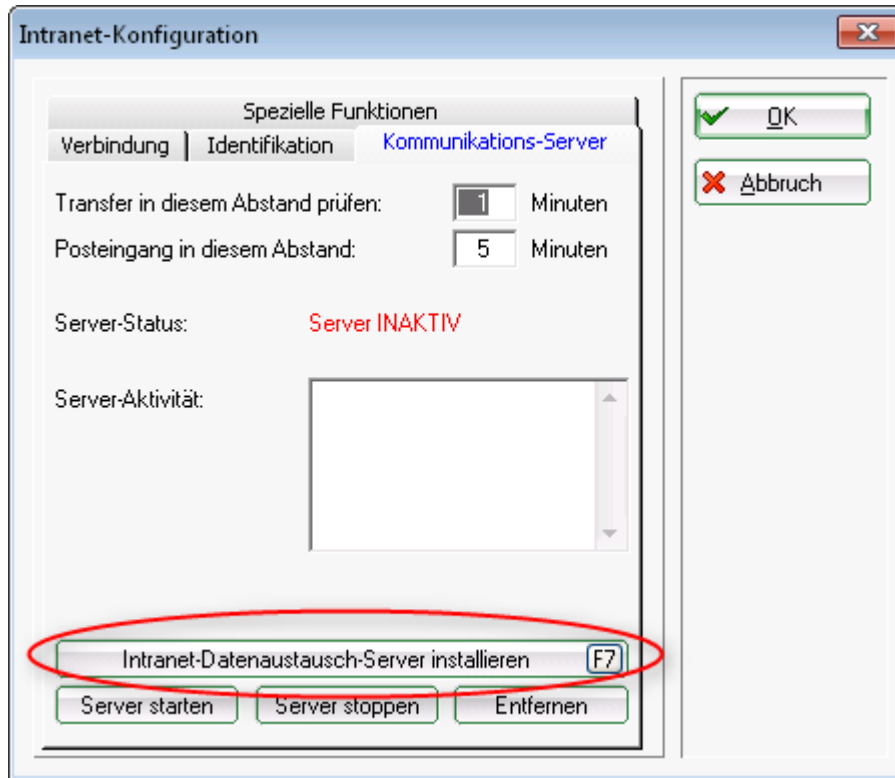 Intranet-Konfiguration
Spezielle Funktionen
Verbindung Identifikation Kommunikations-Server
Transfer in diesem Abstand prüfen: 1 Minuten
Posteingang in diesem Abstand: 5 Minuten
Server-Status: Server INAKTIV
Server-Aktivität:
Intranet-Datenaustausch-Server installieren F7
Server starten Server stoppen Entfernen
OK
Abbruch